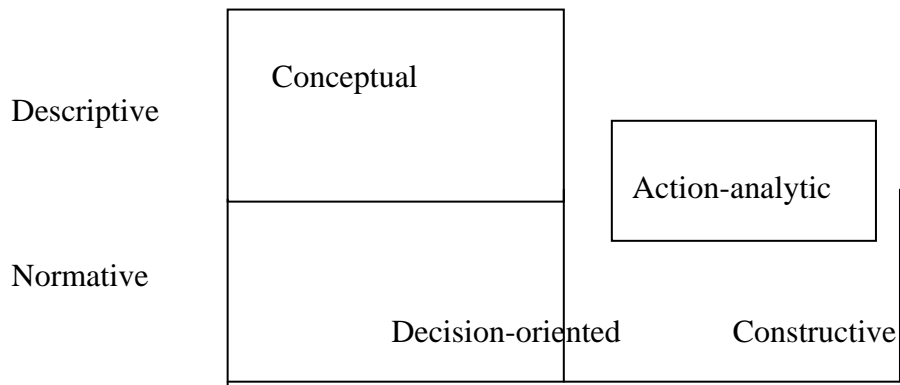 Conceptual
Descriptive
Action-analytic
Normative
Decision-oriented
Constructive